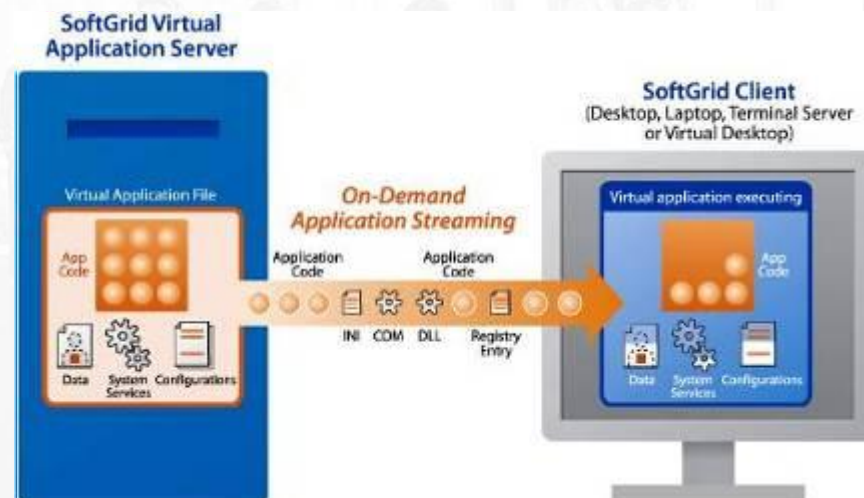 SoftGrid Virtual
Application Server
SoftGrid Client
(Desktop, Laptop, Terminal Server
or Virtual Desktop)
Virtual Application File
App
Code
Data
System
Services
Configurations
On-Demand
Application Streaming
Application
Code
Application
Code
INI
COM
DLL
Registry
Entry
Virtual application executing
App
Code
Data
System
Services
Configurations